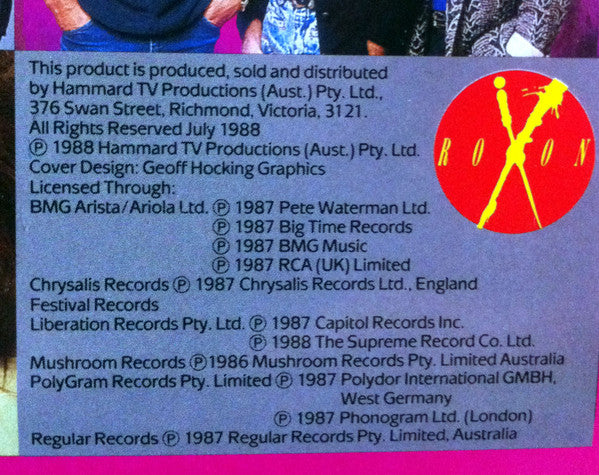 This product is produced, sold and distributed
by Hammard TV Productions (Aust.) Pty. Ltd.,
376 Swan Street, Richmond, Victoria, 3121.
All Rights Reserved July 1988
Ⓟ 1988 Hammard TV Productions (Aust.) Pty. Ltd.
Cover Design: Geoff Hocking Graphics
Licensed Through:
BMG Arista/Ariola Ltd. Ⓟ 1987 Pete Waterman Ltd.
Ⓟ 1987 Big Time Records
Ⓟ 1987 BMG Music
Ⓟ 1987 RCA (UK) Limited
Chrysalis Records Ⓟ 1987 Chrysalis Records Ltd., England
Festival Records
Liberation Records Pty. Ltd. Ⓟ 1987 Capitol Records Inc.
Ⓟ 1988 The Supreme Record Co. Ltd.
Mushroom Records Ⓟ1986 Mushroom Records Pty. Limited Australia
PolyGram Records Pty. Limited Ⓟ 1987 Polydor International GMBH,
West Germany
Ⓟ 1987 Phonogram Ltd. (London)
Regular Records Ⓟ 1987 Regular Records Pty. Limited, Australia
ROXON